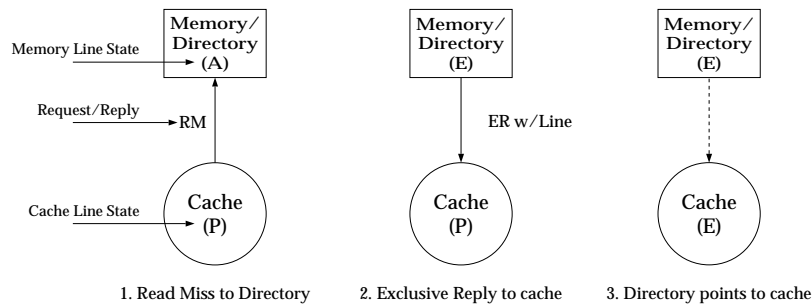 Memory/
Directory
(A)
Memory Line State
Request/Reply
RM
Cache
(P)
Cache Line State
1. Read Miss to Directory
Memory/
Directory
(E)
ER w/Line
Cache
(P)
2. Exclusive Reply to cache
Memory/
Directory
(E)
Cache
(E)
3. Directory points to cache